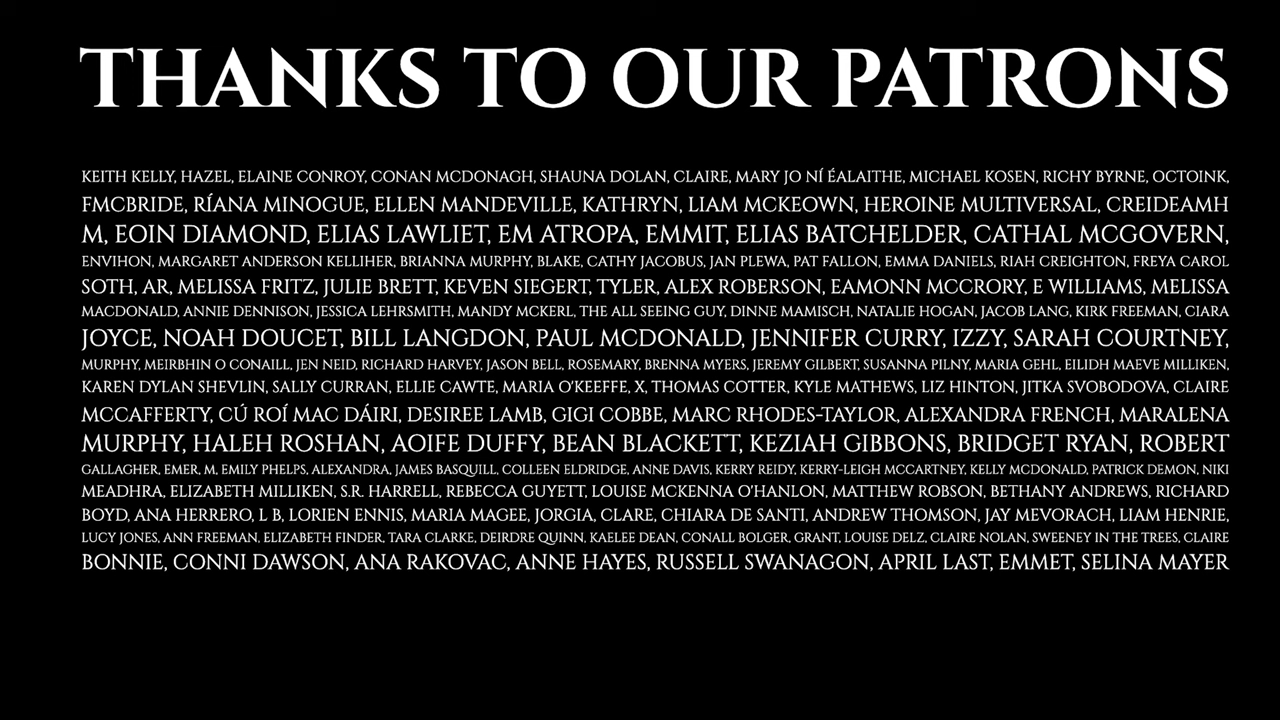 THANKS TO OUR PATRONS
KEITH KELLY, HAZEL, ELAINE CONROY, CONAN MCDONAGH, SHAUNA DOLAN, CLAIRE, MARY JO NÍ ÉALAITHE, MICHAEL KOSEN, RICHY BYRNE, OCTOINK,
FMCBRIDE, RÍANA MINOGUE, ELLEN MANDEVILLE, KATHRYN, LIAM MCKEOWN, HEROINE MULTIVERSAL, CREIDEAMH
M, EOIN DIAMOND, ELIAS LAWLIET, EM ATROPA, EMMIT, ELIAS BATCHELDER, CATHAL MCGOVERN,
ENVIHON, MARGARET ANDERSON KELLIHER, BRIANNA MURPHY, BLAKE, CATHY JACOBUS, JAN PLEWA, PAT FALLON, EMMA DANIELS, RIAH CREIGHTON, FREYA CAROL
SOTH, AR, MELISSA FRITZ, JULIE BRETT, KEVEN SIEGERT, TYLER, ALEX ROBERSON, EAMONN MCCRORY, E WILLIAMS, MELISSA
MACDONALD, ANNIE DENNISON, JESSICA LEHRSMITH, MANDY MCKERL, THE ALL SEEING GUY, DINNE MAMISCH, NATALIE HOGAN, JACOB LANG, KIRK FREEMAN, CIARA
JOYCE, NOAH DOUCET, BILL LANGDON, PAUL MCDONALD, JENNIFER CURRY, IZZY, SARAH COURTNEY,
MURPHY, MEIRBHIN O CONAILL, JEN NEID, RICHARD HARVEY, JASON BELL, ROSEMARY, BRENNA MYERS, JEREMY GILBERT, SUSANNA PILNY, MARIA GEHL, EILIDH MAEVE MILLIKEN,
KAREN DYLAN SHEVLIN, SALLY CURRAN, ELLIE CAWTE, MARIA O'KEEFFE, X, THOMAS COTTER, KYLE MATHEWS, LIZ HINTON, JITKA SVOBODOVA, CLAIRE
MCCAFFERTY, CÚ ROÍ MAC DÁIRI, DESIREE LAMB, GIGI COBBE, MARC RHODES-TAYLOR, ALEXANDRA FRENCH, MARALENA
MURPHY, HALEH ROSHAN, AOIFE DUFFY, BEAN BLACKETT, KEZIAH GIBBONS, BRIDGET RYAN, ROBERT
GALLAGHER, EMER, M, EMILY PHELPS, ALEXANDRA, JAMES BASQUILL, COLLEEN ELDRIDGE, ANNE DAVIS, KERRY REIDY, KERRY-LEIGH MCCARTNEY, KELLY MCDONALD, PATRICK DEMON, NIKI
MEADHRA, ELIZABETH MILLIKEN, S.R. HARRELL, REBECCA GUYETT, LOUISE MCKENNA O'HANLON, MATTHEW ROBSON, BETHANY ANDREWS, RICHARD
BOYD, ANA HERRERO, L B, LORIEN ENNIS, MARIA MAGEE, JORGIA, CLARE, CHIARA DE SANTI, ANDREW THOMSON, JAY MEVORACH, LIAM HENRIE,
LUCY JONES, ANN FREEMAN, ELIZABETH FINDER, TARA CLARKE, DEIRDRE QUINN, KAELEE DEAN, CONALL BOLGER, GRANT, LOUISE DELZ, CLAIRE NOLAN, SWEENEY IN THE TREES, CLAIRE
BONNIE, CONNI DAWSON, ANA RAKOVAC, ANNE HAYES, RUSSELL SWANAGON, APRIL LAST, EMMET, SELINA MAYER